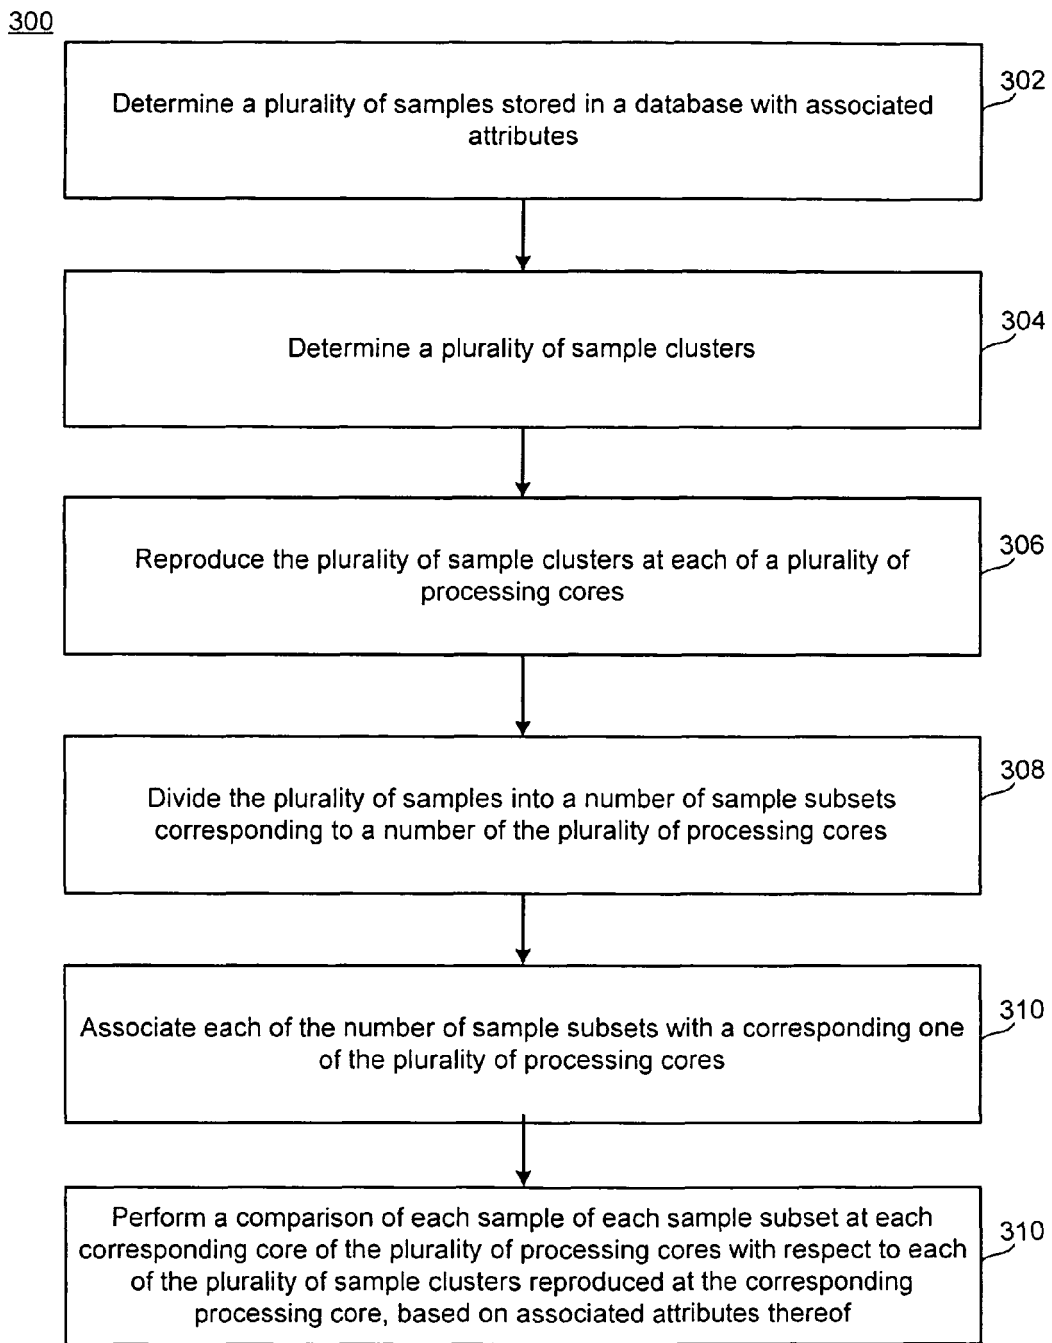 300
302
Determine a plurality of samples stored in a database with associated
attributes
304
Determine a plurality of sample clusters
306
Reproduce the plurality of sample clusters at each of a plurality of
processing cores
308
Divide the plurality of samples into a number of sample subsets
corresponding to a number of the plurality of processing cores
310
Associate each of the number of sample subsets with a corresponding one
of the plurality of processing cores
310
Perform a comparison of each sample of each sample subset at each
corresponding core of the plurality of processing cores with respect to each
of the plurality of sample clusters reproduced at the corresponding
processing core, based on associated attributes thereof